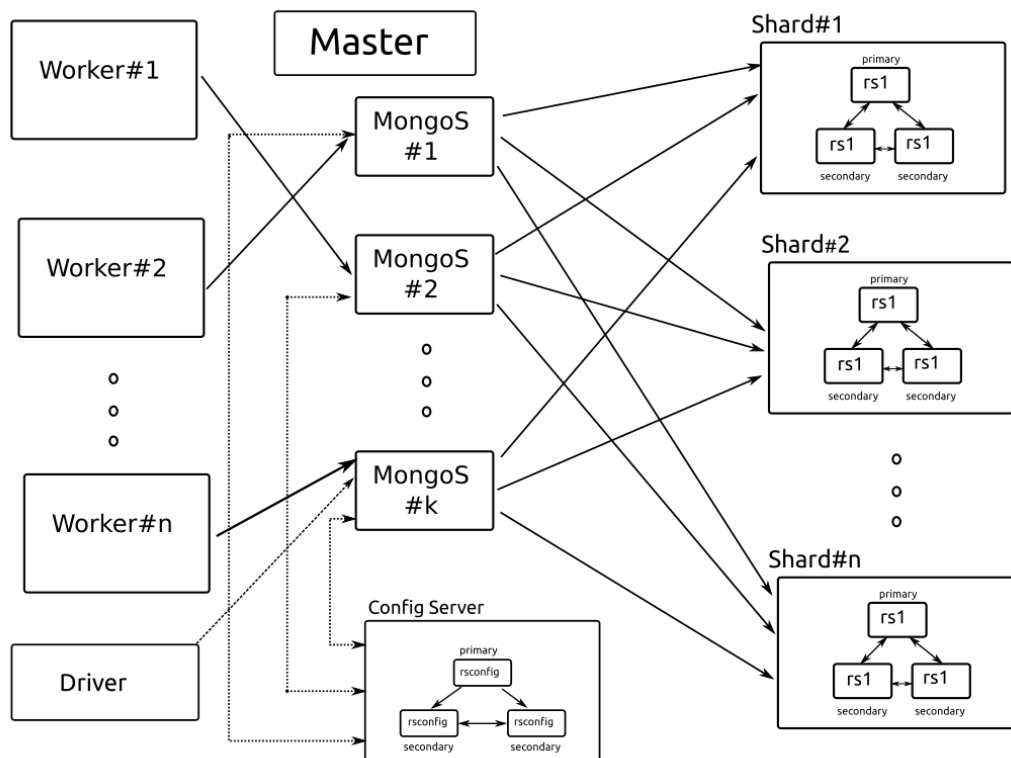 Master
Worker#1
Worker#2
Worker#n
Driver
MongoS
#1
MongoS
#2
MongoS
#k
Config Server
primary
rsconfig
rsconfig
rsconfig
secondary
secondary
Shard#1
primary
rs1
rs1
rs1
secondary
secondary
Shard#2
primary
rs1
rs1
rs1
secondary
secondary
Shard#n
primary
rs1
rs1
rs1
secondary
secondary